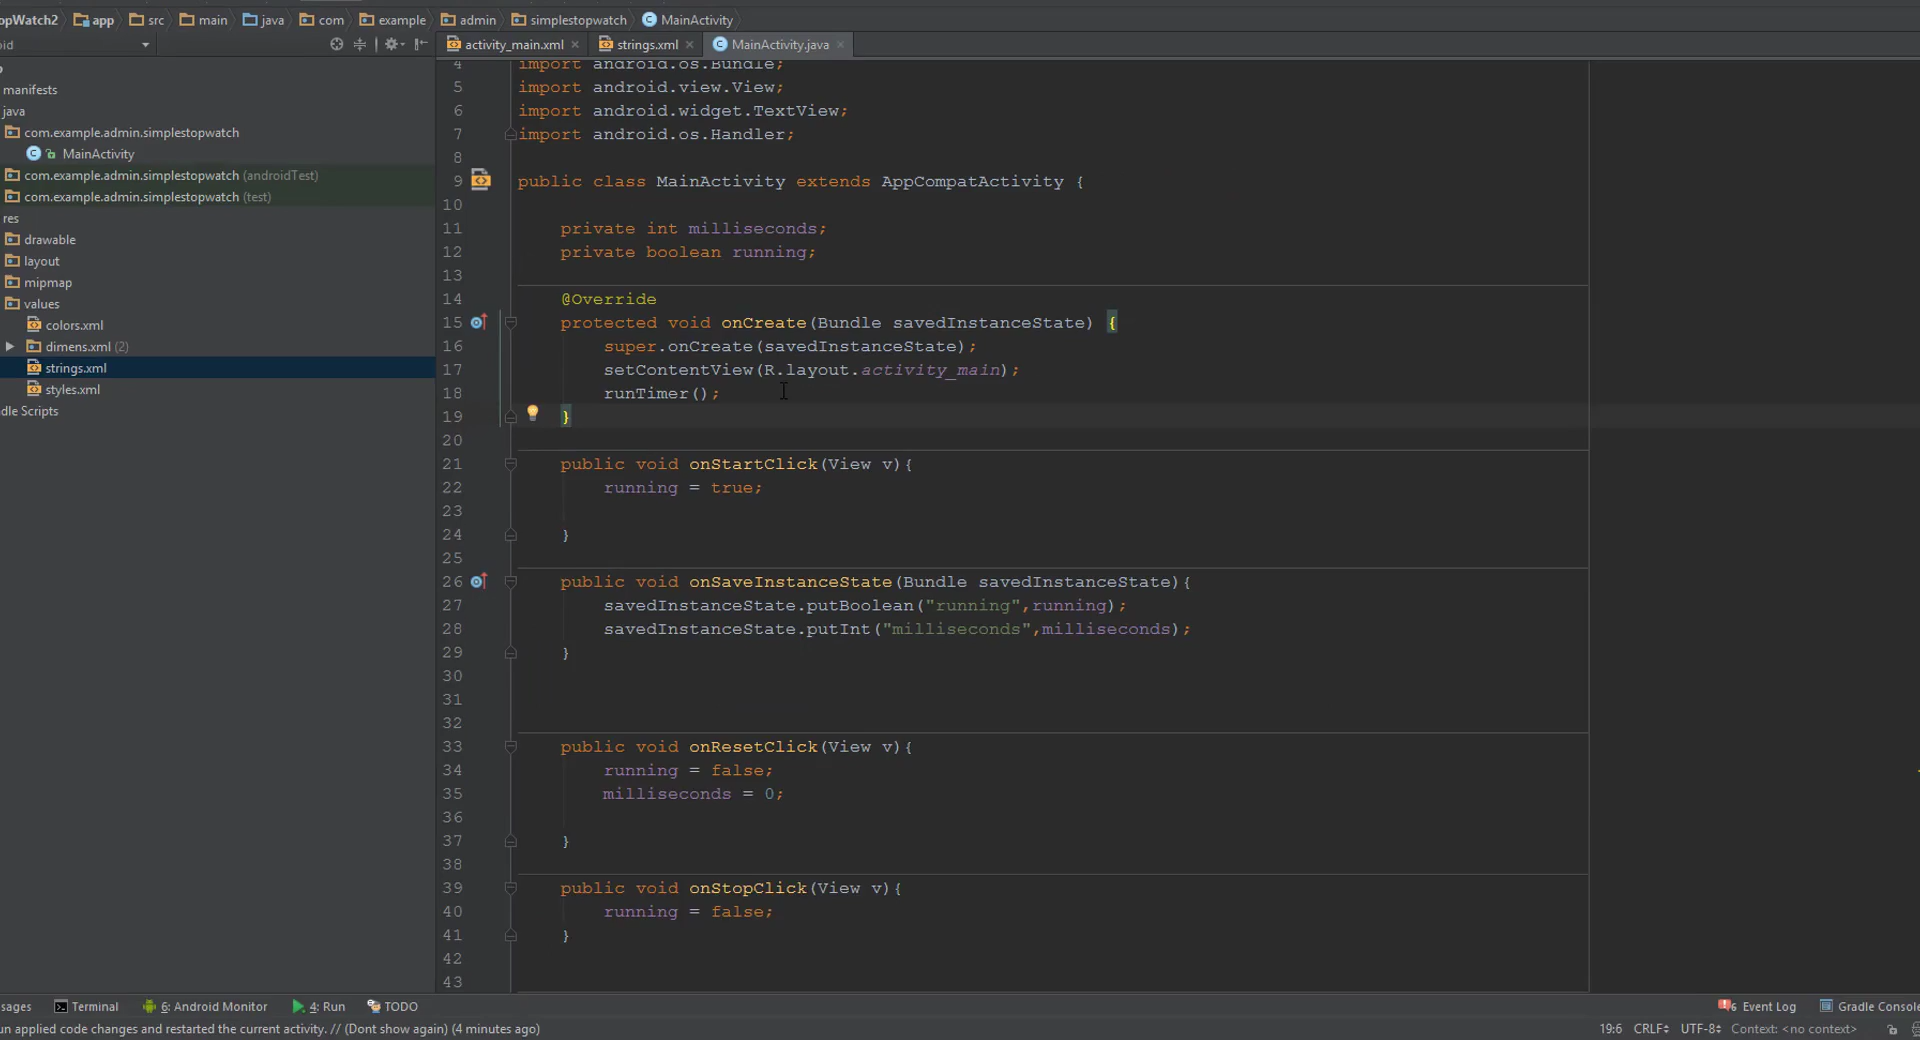 opWatch2 app src main java com example admin simplestopwatch MainActivity
oid
activity_main.xml strings.xml MainActivity.java
manifests
java
com.example.admin.simplestopwatch
MainActivity
com.example.admin.simplestopwatch (androidTest)
com.example.admin.simplestopwatch (test)
res
drawable
layout
mipmap
values
colors.xml
dimens.xml (2)
strings.xml
styles.xml
dle Scripts
4 import android.os.Bundle;
5 import android.view.View;
6 import android.widget.TextView;
7 import android.os.Handler;
8
9 public class MainActivity extends AppCompatActivity {
10
11 private int milliseconds;
12 private boolean running;
13
14 @Override
15 protected void onCreate(Bundle savedInstanceState) {
16 super.onCreate(savedInstanceState);
17 setContentView(R.layout.activity_main);
18 runTimer();
19 }
20
21 public void onStartClick(View v){
22 running = true;
23
24 }
25
26 public void onSaveInstanceState(Bundle savedInstanceState){
27 savedInstanceState.putBoolean("running",running);
28 savedInstanceState.putInt("milliseconds",milliseconds);
29 }
30
31
32
33 public void onResetClick(View v){
34 running = false;
35 milliseconds = 0;
36
37 }
38
39 public void onStopClick(View v){
40 running = false;
41 }
42
43
sages Terminal 6: Android Monitor 4: Run TODO Event Log Gradle Console
un applied code changes and restarted the current activity. // (Dont show again) (4 minutes ago) 19:6 CRLF UTF-8 Context: <no context>